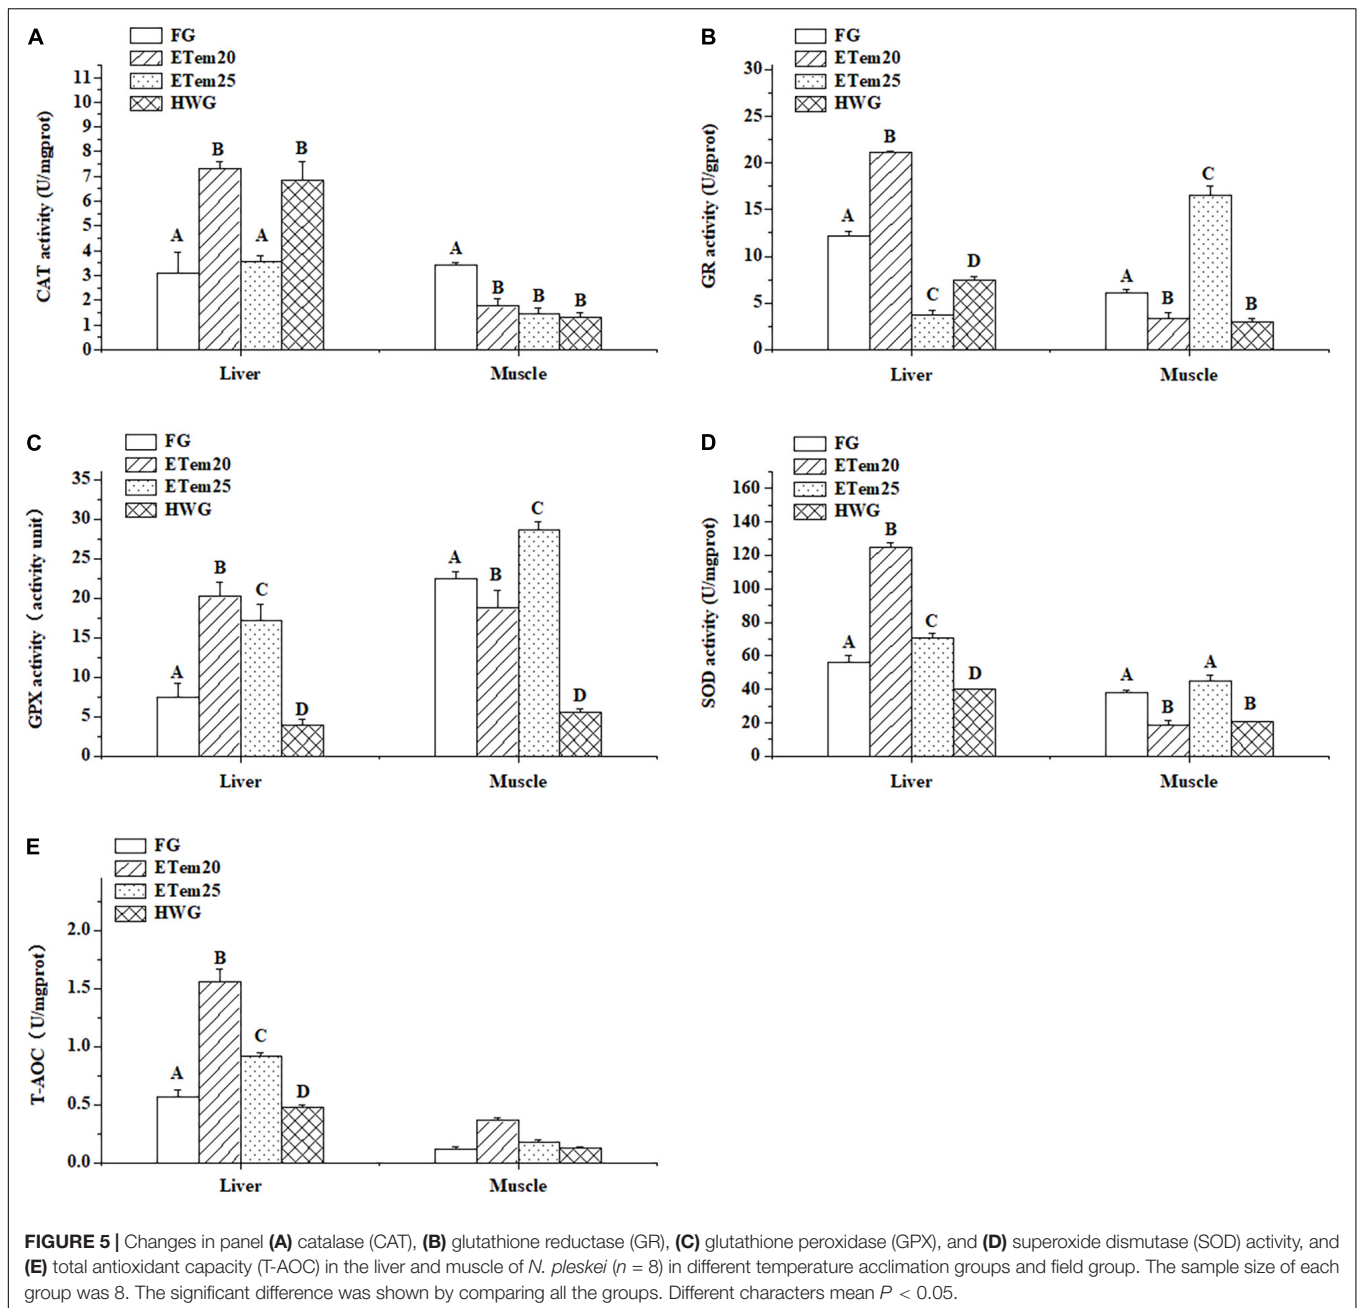 A
FG
ETem20
ETem25
HWG
CAT activity (U/mgprot)
11
10
9
8
7
6
5
4
3
2
1
0
A
B
A
B
A
B
B
B
Liver
Muscle
B
FG
ETem20
ETem25
HWG
GR activity (U/gprot)
30
25
20
15
10
5
0
A
B
C
D
A
B
C
B
Liver
Muscle
C
FG
ETem20
ETem25
HWG
GPX activity (activity unit)
35
30
25
20
15
10
5
0
A
B
C
D
A
B
C
D
Liver
Muscle
D
FG
ETem20
ETem25
HWG
SOD activity (U/mgprot)
160
140
120
100
80
60
40
20
0
A
B
C
D
A
B
A
B
Liver
Muscle
E
FG
ETem20
ETem25
HWG
T-AOC (U/mgprot)
2.0
1.5
1.0
0.5
0.0
A
B
C
D
Liver
Muscle
FIGURE 5 | Changes in panel (A) catalase (CAT), (B) glutathione reductase (GR), (C) glutathione peroxidase (GPX), and (D) superoxide dismutase (SOD) activity, and
(E) total antioxidant capacity (T-AOC) in the liver and muscle of N. pleskei (n = 8) in different temperature acclimation groups and field group. The sample size of each
group was 8. The significant difference was shown by comparing all the groups. Different characters mean P < 0.05.